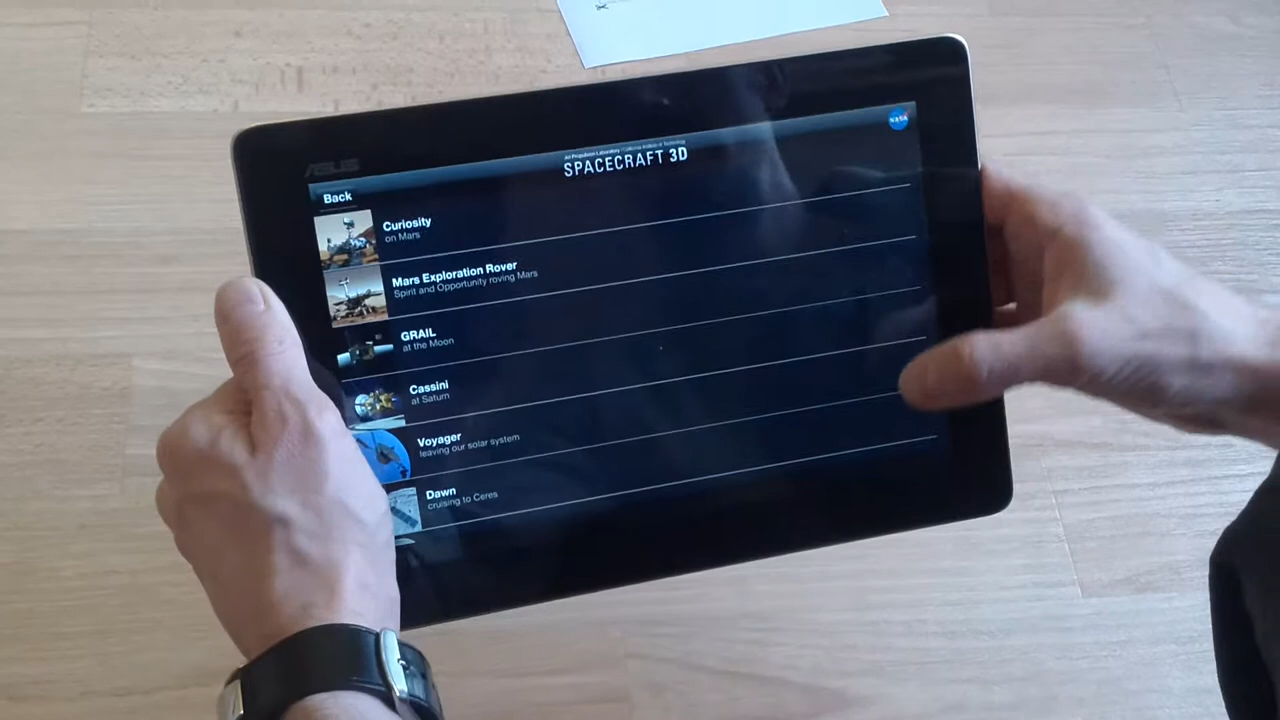 ASUS
NASA
Jet Propulsion Laboratory / California Institute of Technology
SPACECRAFT 3D
Back
Curiosity
on Mars
Mars Exploration Rover
Spirit and Opportunity roving Mars
GRAIL
at the Moon
Cassini
at Saturn
Voyager
leaving our solar system
Dawn
cruising to Ceres